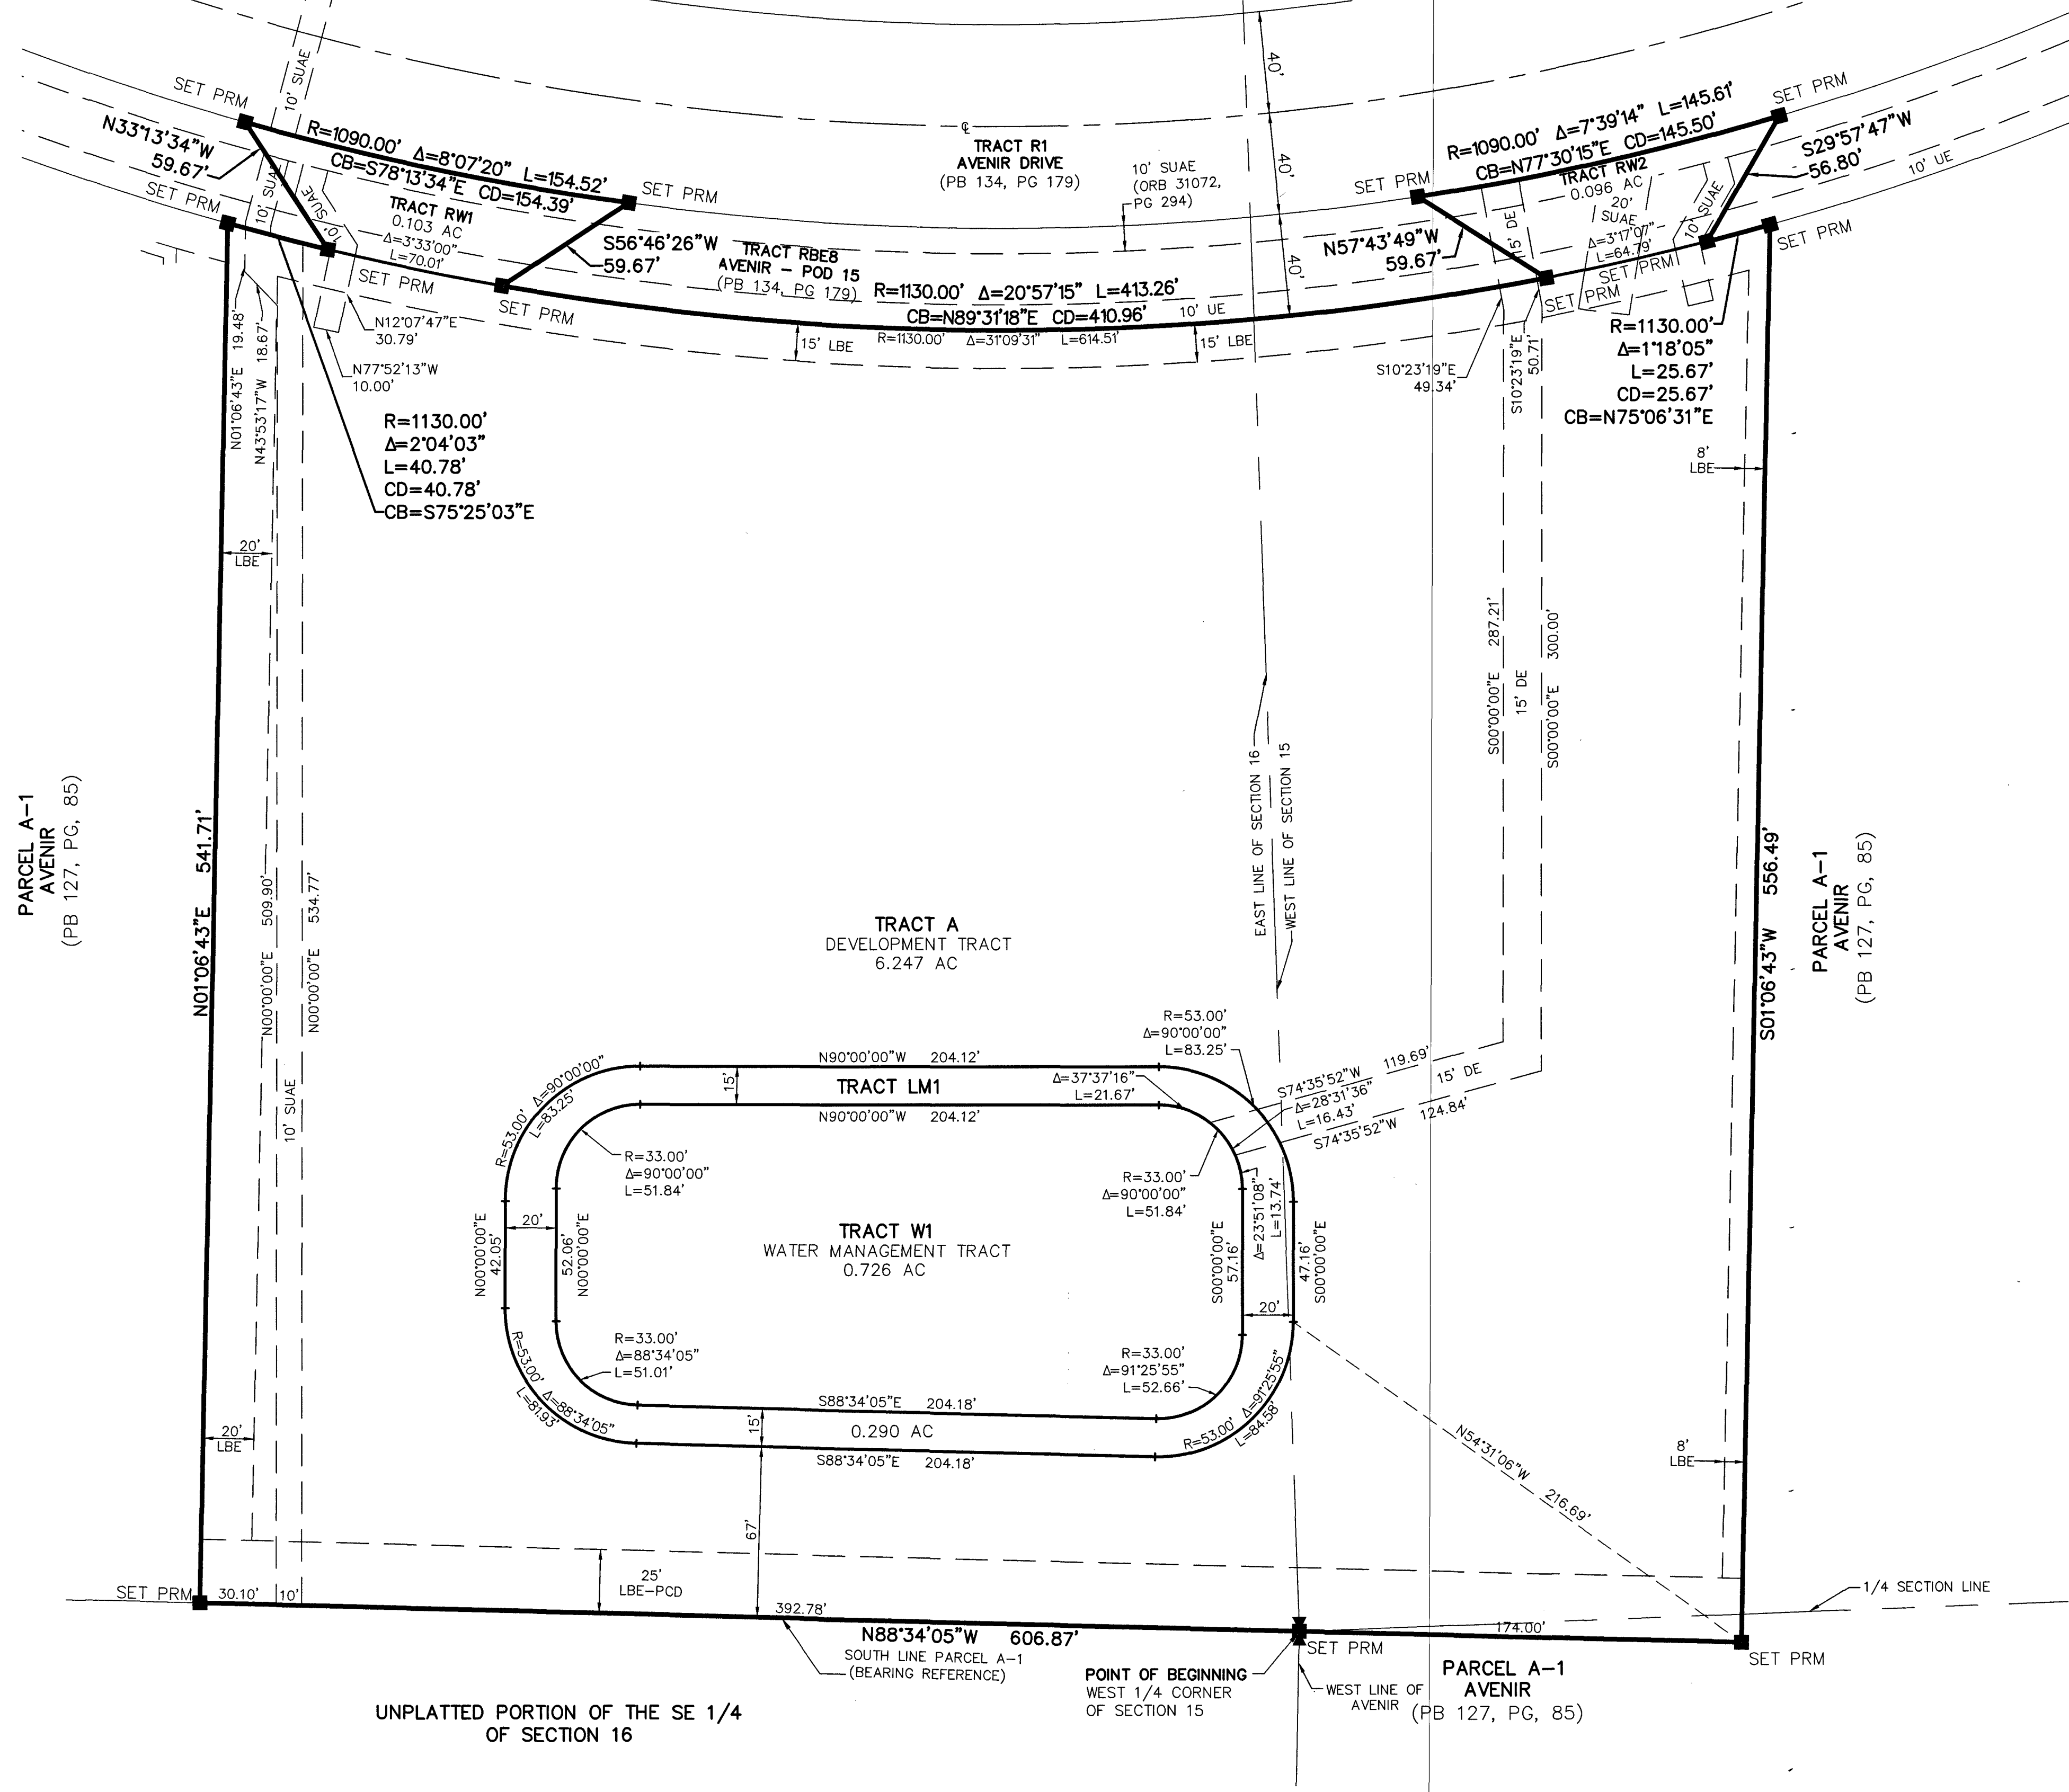 40'
10' SUAE
SET PRM
N33°13'34"W
59.67'
R=1090.00' Δ=8°07'20" L=154.52'
CB=S78°13'34"E CD=154.39'
SET PRM
℄
TRACT R1
AVENIR DRIVE
(PB 134, PG 179)
40'
10' SUAE
(ORB 31072,
PG 294)
SET PRM
R=1090.00' Δ=7°39'14" L=145.61'
CB=N77°30'15"E CD=145.50'
SET PRM
S29°57'47"W
56.80'
10' UE
SET PRM
10' SUAE
10' SUAE
TRACT RW1
0.103 AC
Δ=3°33'00"
L=70.01'
SET PRM
S56°46'26"W
59.67'
SET PRM
TRACT RBE8
AVENIR – POD 15
(PB 134, PG 179)
40'
N57°43'49"W
59.67'
15' DE
TRACT RW2
0.096 AC
20'
SUAE
Δ=3°17'07"
L=64.79'
10' SUAE
SET PRM
SET PRM
SET PRM
R=1130.00' Δ=20°57'15" L=413.26'
CB=N89°31'18"E CD=410.96'
10' UE
R=1130.00' Δ=31°09'31" L=614.51'
15' LBE
15' LBE
N01°06'43"E 19.48'
N43°53'17"W 18.67'
N12°07'47"E
30.79'
N77°52'13"W
10.00'
S10°23'19"E
49.34'
S10°23'19"E
50.71'
R=1130.00'
Δ=1°18'05"
L=25.67'
CD=25.67'
CB=N75°06'31"E
R=1130.00'
Δ=2°04'03"
L=40.78'
CD=40.78'
CB=S75°25'03"E
8'
LBE
20'
LBE
S00°00'00"E 287.21'
15' DE
S00°00'00"E 300.00'
EAST LINE OF SECTION 16
WEST LINE OF SECTION 15
PARCEL A-1
AVENIR
(PB 127, PG, 85)
N01°06'43"E 541.71'
N00°00'00"E 509.90'
N00°00'00"E 534.77'
10' SUAE
TRACT A
DEVELOPMENT TRACT
6.247 AC
S01°06'43"W 556.49'
PARCEL A-1
AVENIR
(PB 127, PG, 85)
R=53.00'
Δ=90°00'00"
L=83.25'
N90°00'00"W 204.12'
15'
TRACT LM1
N90°00'00"W 204.12'
Δ=37°37'16"
L=21.67'
S74°35'52"W 119.69'
15' DE
Δ=28°31'36"
L=16.43'
S74°35'52"W 124.84'
R=53.00' Δ=90°00'00"
L=83.25'
R=33.00'
Δ=90°00'00"
L=51.84'
R=33.00'
Δ=90°00'00"
L=51.84'
Δ=23°51'08"
L=13.74'
N00°00'00"E
42.05'
20'
52.06'
N00°00'00"E
TRACT W1
WATER MANAGEMENT TRACT
0.726 AC
S00°00'00"E
57.16'
20'
47.16'
S00°00'00"E
R=33.00'
Δ=88°34'05"
L=51.01'
R=33.00'
Δ=91°25'55"
L=52.66'
R=53.00' Δ=88°34'05"
L=81.93'
S88°34'05"E 204.18'
15'
0.290 AC
S88°34'05"E 204.18'
R=53.00' Δ=91°25'55"
L=84.58'
N54°31'06"W 216.69'
20'
LBE
8'
LBE
67'
25'
LBE-PCD
SET PRM
30.10'
10'
392.78'
N88°34'05"W 606.87'
SOUTH LINE PARCEL A-1
(BEARING REFERENCE)
174.00'
1/4 SECTION LINE
SET PRM
SET PRM
POINT OF BEGINNING
WEST 1/4 CORNER
OF SECTION 15
WEST LINE OF
AVENIR
PARCEL A-1
AVENIR
(PB 127, PG, 85)
UNPLATTED PORTION OF THE SE 1/4
OF SECTION 16